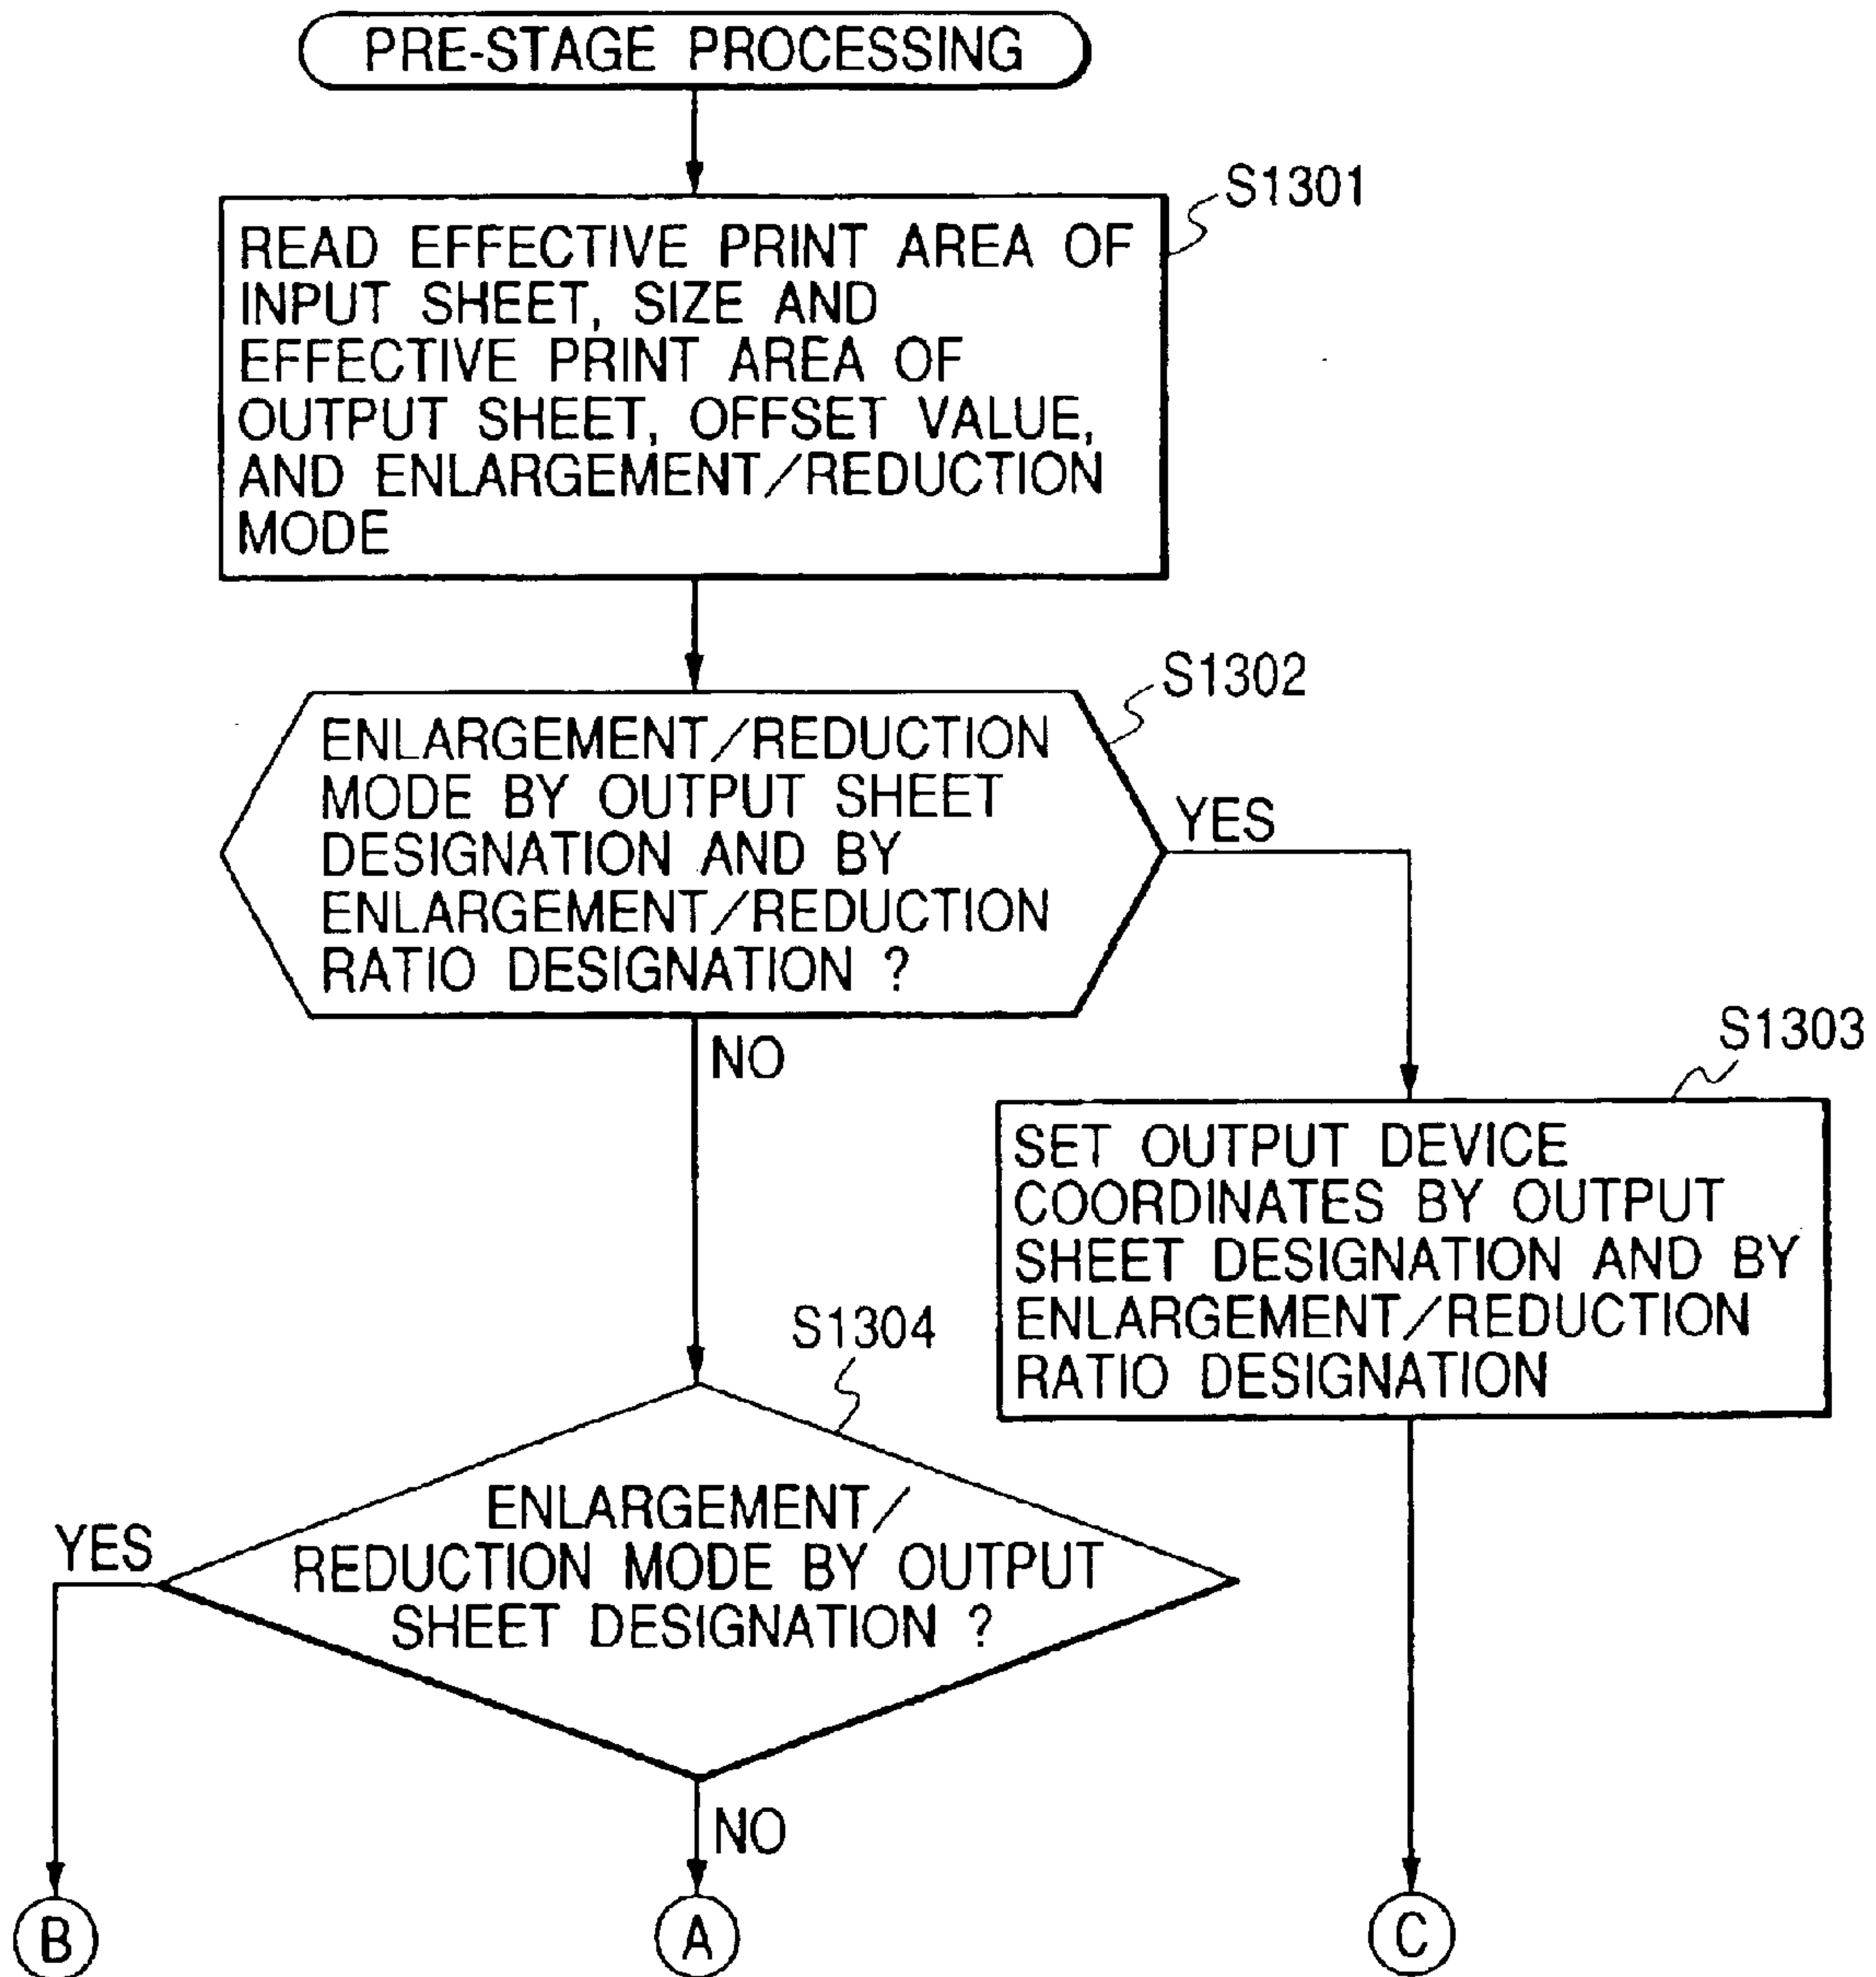 PRE-STAGE PROCESSING
S1301
READ EFFECTIVE PRINT AREA OF
INPUT SHEET, SIZE AND
EFFECTIVE PRINT AREA OF
OUTPUT SHEET, OFFSET VALUE,
AND ENLARGEMENT/REDUCTION
MODE
S1302
ENLARGEMENT/REDUCTION
MODE BY OUTPUT SHEET
DESIGNATION AND BY
ENLARGEMENT/REDUCTION
RATIO DESIGNATION ?
YES
NO
S1303
SET OUTPUT DEVICE
COORDINATES BY OUTPUT
SHEET DESIGNATION AND BY
ENLARGEMENT/REDUCTION
RATIO DESIGNATION
S1304
ENLARGEMENT/
REDUCTION MODE BY OUTPUT
SHEET DESIGNATION ?
YES
NO
B
A
C